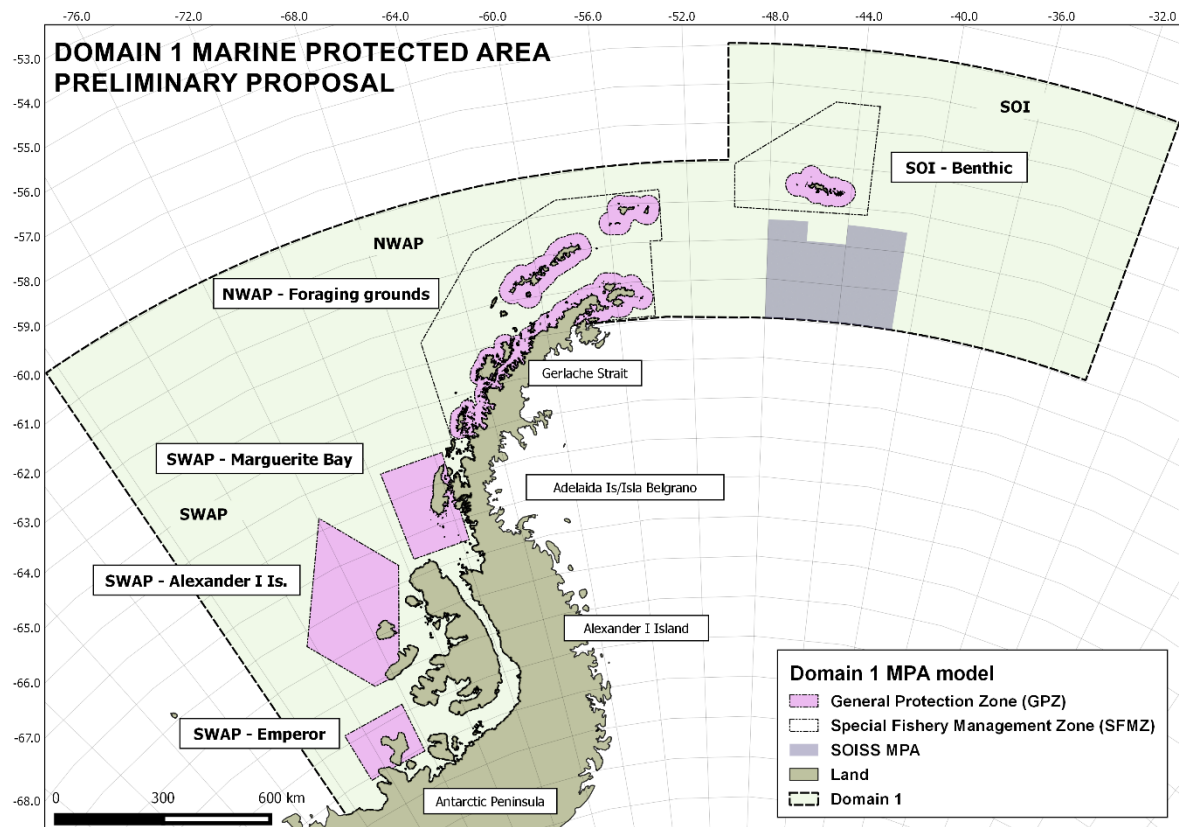 -76.0 -72.0 -68.0 -64.0 -60.0 -56.0 -52.0 -48.0 -44.0 -40.0 -36.0 -32.0
DOMAIN 1 MARINE PROTECTED AREA
PRELIMINARY PROPOSAL
-53.0
-54.0
-55.0
-56.0
-57.0
-58.0
-59.0
-60.0
-61.0
-62.0
-63.0
-64.0
-65.0
-66.0
-67.0
-68.0
SOI
SOI - Benthic
NWAP
NWAP - Foraging grounds
Gerlache Strait
SWAP - Marguerite Bay
Adelaida Is/Isla Belgrano
SWAP
SWAP - Alexander I Is.
Alexander I Island
SWAP - Emperor
Antarctic Peninsula
0 300 600 km
Domain 1 MPA model
General Protection Zone (GPZ)
Special Fishery Management Zone (SFMZ)
SOISS MPA
Land
Domain 1